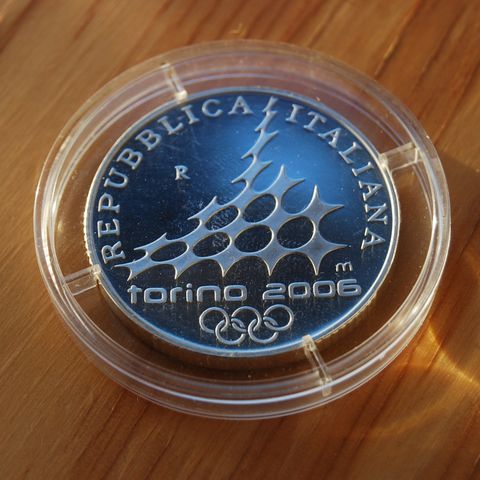 REPUBBLICA ITALIANA
R
m
torino 2006